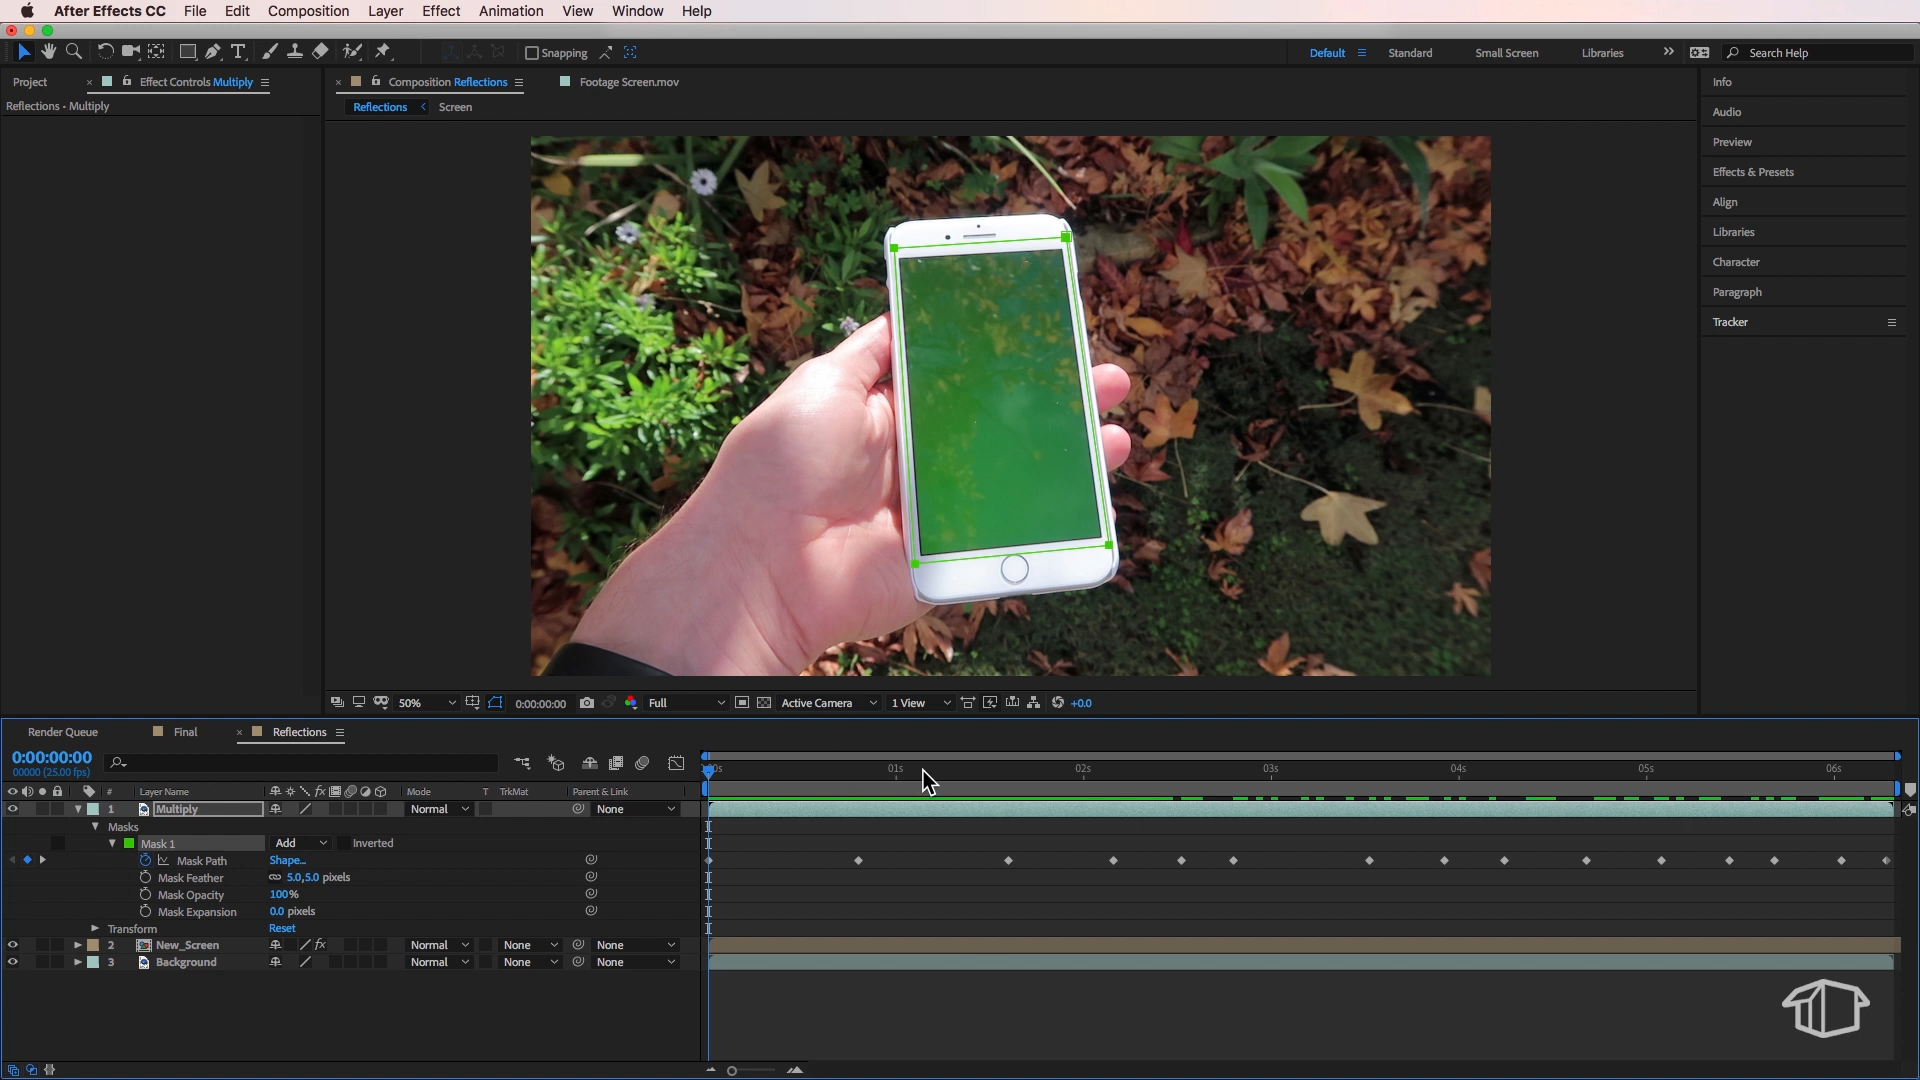 After Effects CC File Edit Composition Layer Effect Animation View Window Help
Snapping Default Standard Small Screen Libraries Search Help
Project Effect Controls Multiply Composition Reflections Footage Screen.mov Info
Reflections • Multiply Reflections Screen
Audio
Preview
Effects & Presets
Align
Libraries
Character
Paragraph
Tracker
50% 0:00:00:00 Full Active Camera 1 View +0.0
Render Queue Final Reflections
0:00:00:00
00000 (25.00 fps)
01s 02s 03s 04s 05s 06s
# Layer Name Mode T TrkMat Parent & Link
1 Multiply Normal None
Masks
Mask 1 Add Inverted
Mask Path Shape...
Mask Feather 5.0,5.0 pixels
Mask Opacity 100%
Mask Expansion 0.0 pixels
Transform Reset
2 New_Screen fx Normal None None
3 Background Normal None None